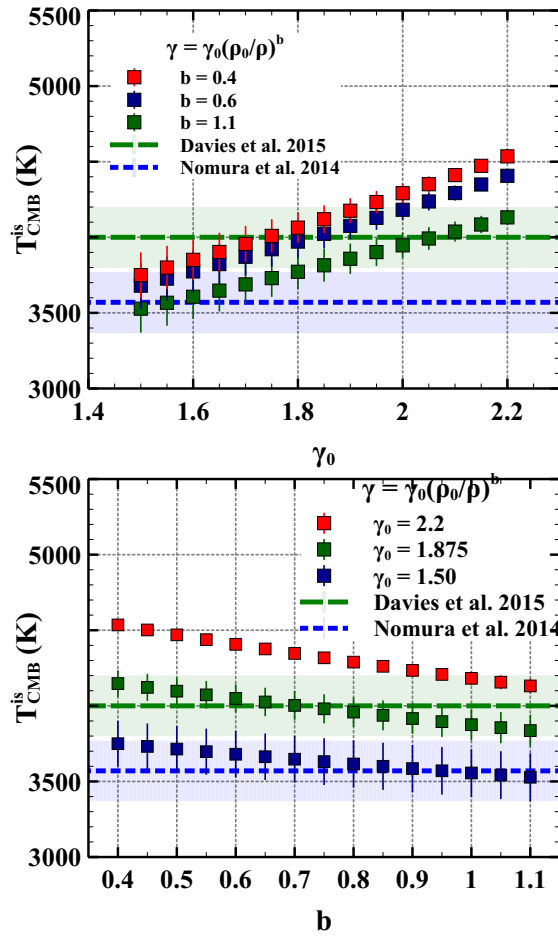 5500
5000
3500
3000
T^is_CMB (K)
γ = γ₀(ρ₀/ρ)^b
b = 0.4
b = 0.6
b = 1.1
Davies et al. 2015
Nomura et al. 2014
1.4 1.6 1.8 2 2.2
γ₀
5500
5000
3500
3000
T^is_CMB (K)
γ = γ₀(ρ₀/ρ)^b
γ₀ = 2.2
γ₀ = 1.875
γ₀ = 1.50
Davies et al. 2015
Nomura et al. 2014
0.4 0.5 0.6 0.7 0.8 0.9 1 1.1
b